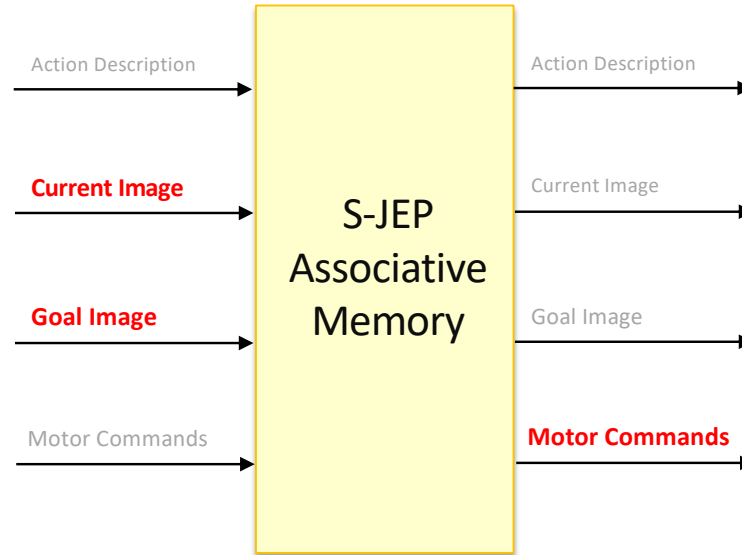 Action Description
Action Description
Current Image
Current Image
S-JEP
Associative
Memory
Goal Image
Goal Image
Motor Commands
Motor Commands